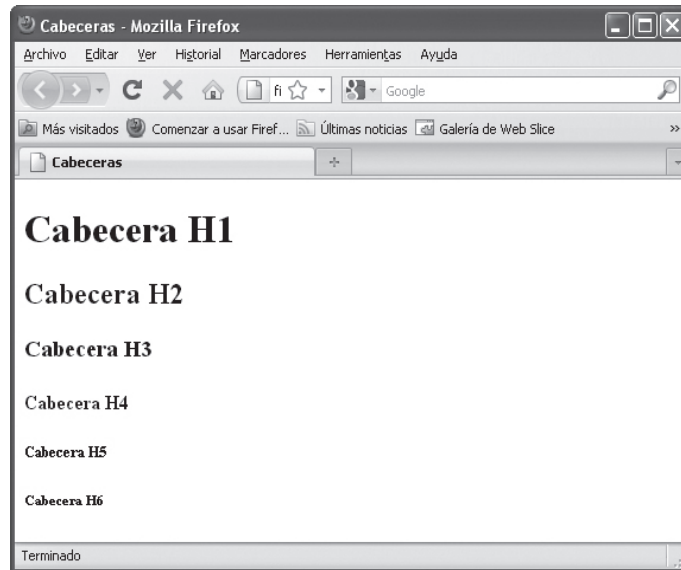 Cabeceras - Mozilla Firefox
Archivo Editar Ver Historial Marcadores Herramientas Ayuda
fi Google
Más visitados Comenzar a usar Firef... Últimas noticias Galería de Web Slice »
Cabeceras
Cabecera H1
Cabecera H2
Cabecera H3
Cabecera H4
Cabecera H5
Cabecera H6
Terminado